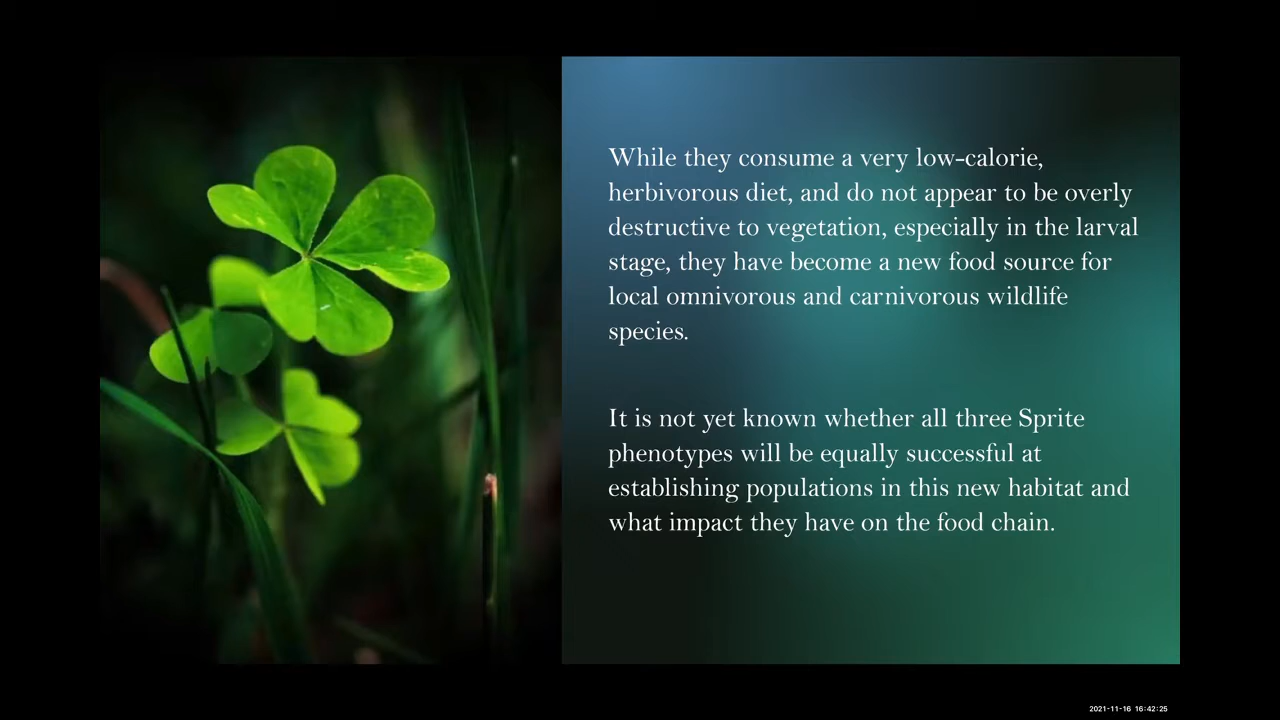 While they consume a very low-calorie,
herbivorous diet, and do not appear to be overly
destructive to vegetation, especially in the larval
stage, they have become a new food source for
local omnivorous and carnivorous wildlife
species.
It is not yet known whether all three Sprite
phenotypes will be equally successful at
establishing populations in this new habitat and
what impact they have on the food chain.
2021-11-16 16:42:25